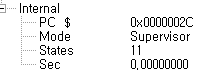 Internal
PC $ 0x0000002C
Mode Supervisor
States 11
Sec 0,00000000